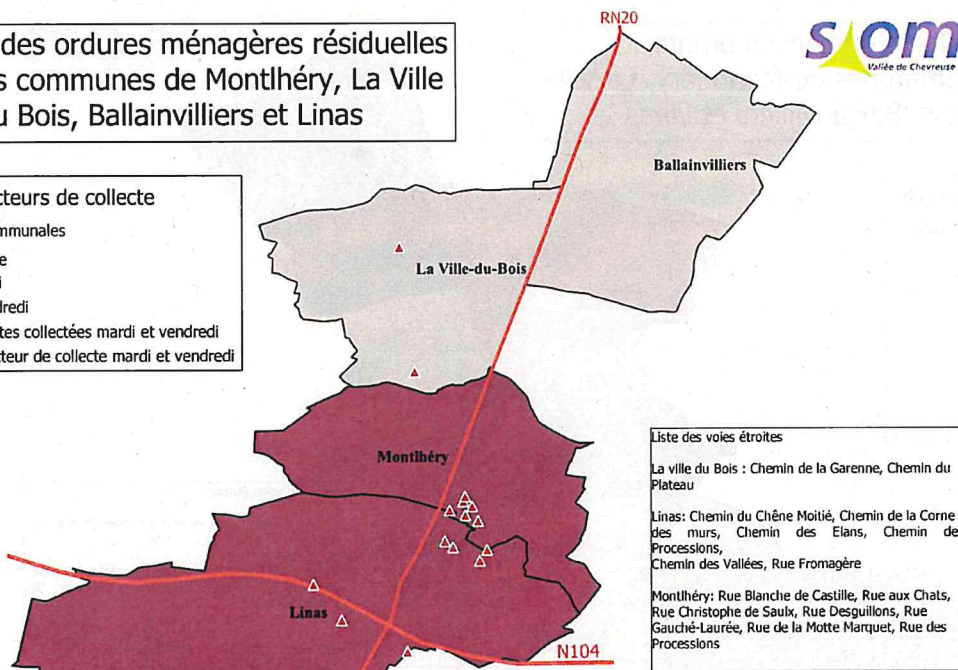 des ordures ménagères résiduelles
s communes de Montlhéry, La Ville
u Bois, Ballainvilliers et Linas
RN20
siom
Vallée de Chevreuse
cteurs de collecte
mmunales
e
i
dredi
tes collectées mardi et vendredi
teur de collecte mardi et vendredi
Ballainvilliers
La Ville-du-Bois
Montlhéry
Linas
N104
Liste des voies étroites
La ville du Bois : Chemin de la Garenne, Chemin du
Plateau
Linas: Chemin du Chêne Moitié, Chemin de la Corne
des murs, Chemin des Elans, Chemin de
Processions,
Chemin des Vallées, Rue Fromagère
Montlhéry: Rue Blanche de Castille, Rue aux Chats,
Rue Christophe de Saulx, Rue Desguillons, Rue
Gauché-Laurée, Rue de la Motte Marquet, Rue des
Processions